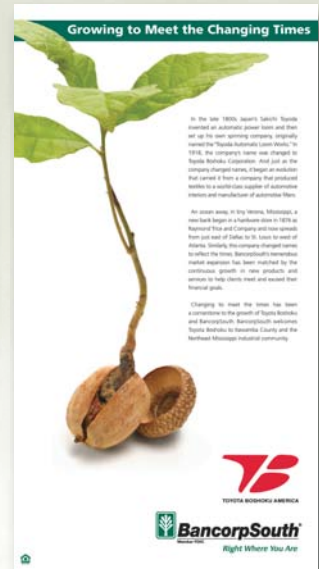 Growing to Meet the Changing Times
In the late 1800s Japan's Sakichi Toyoda
invented an automatic power loom and then
set up his own spinning company, originally
named the "Toyoda Automatic Loom Works." In
1918, the company's name was changed to
Toyota Boshoku Corporation. And just as the
company changed names, it began an evolution
that carried it from a company that produced
textiles to a world-class supplier of automotive
interiors and manufacturer of automotive filters.
An ocean away, in tiny Verona, Mississippi, a
new bank began in a hardware store in 1876 as
Raymond Trice and Company and now spreads
from just east of Dallas to St. Louis to west of
Atlanta. Similarly, this company changed names
to reflect the times. BancorpSouth's tremendous
market expansion has been matched by the
continuous growth in new products and
services to help clients meet and exceed their
financial goals.
Changing to meet the times has been
a cornerstone to the growth of Toyota Boshoku
and BancorpSouth. BancorpSouth welcomes
Toyota Boshoku to Itawamba County and the
Northeast Mississippi industrial community.
TOYOTA BOSHOKU AMERICA
BancorpSouth
Member FDIC
Right Where You Are